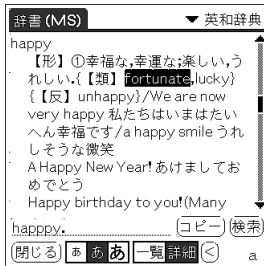 辞書(MS) ▼ 英和辞典
happy
【形】①幸福な,幸運な;楽しい,う
れしい.{【類】fortunate,lucky}
{【反】unhappy}/We are now
very happy 私たちはいまはたい
へん幸福です/a happy smile うれ
しそうな微笑
A Happy New Year! あけましてお
めでとう
Happy birthday to you!(Many
happpy. コピー 検索
閉じる あ あ あ 一覧 詳細 < a